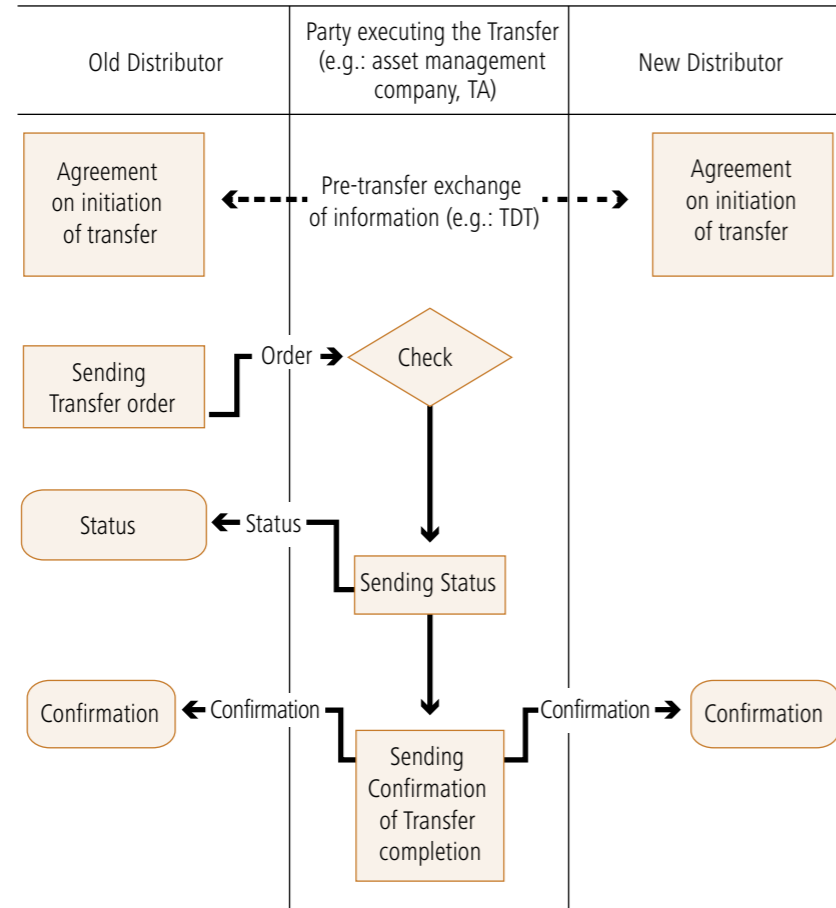 Old Distributor
Party executing the Transfer
(e.g.: asset management
company, TA)
New Distributor
Agreement
on initiation
of transfer
Pre-transfer exchange
of information (e.g.: TDT)
Agreement
on initiation
of transfer
Sending
Transfer order
Order
Check
Status
Status
Sending Status
Confirmation
Confirmation
Confirmation
Confirmation
Sending
Confirmation
of Transfer
completion